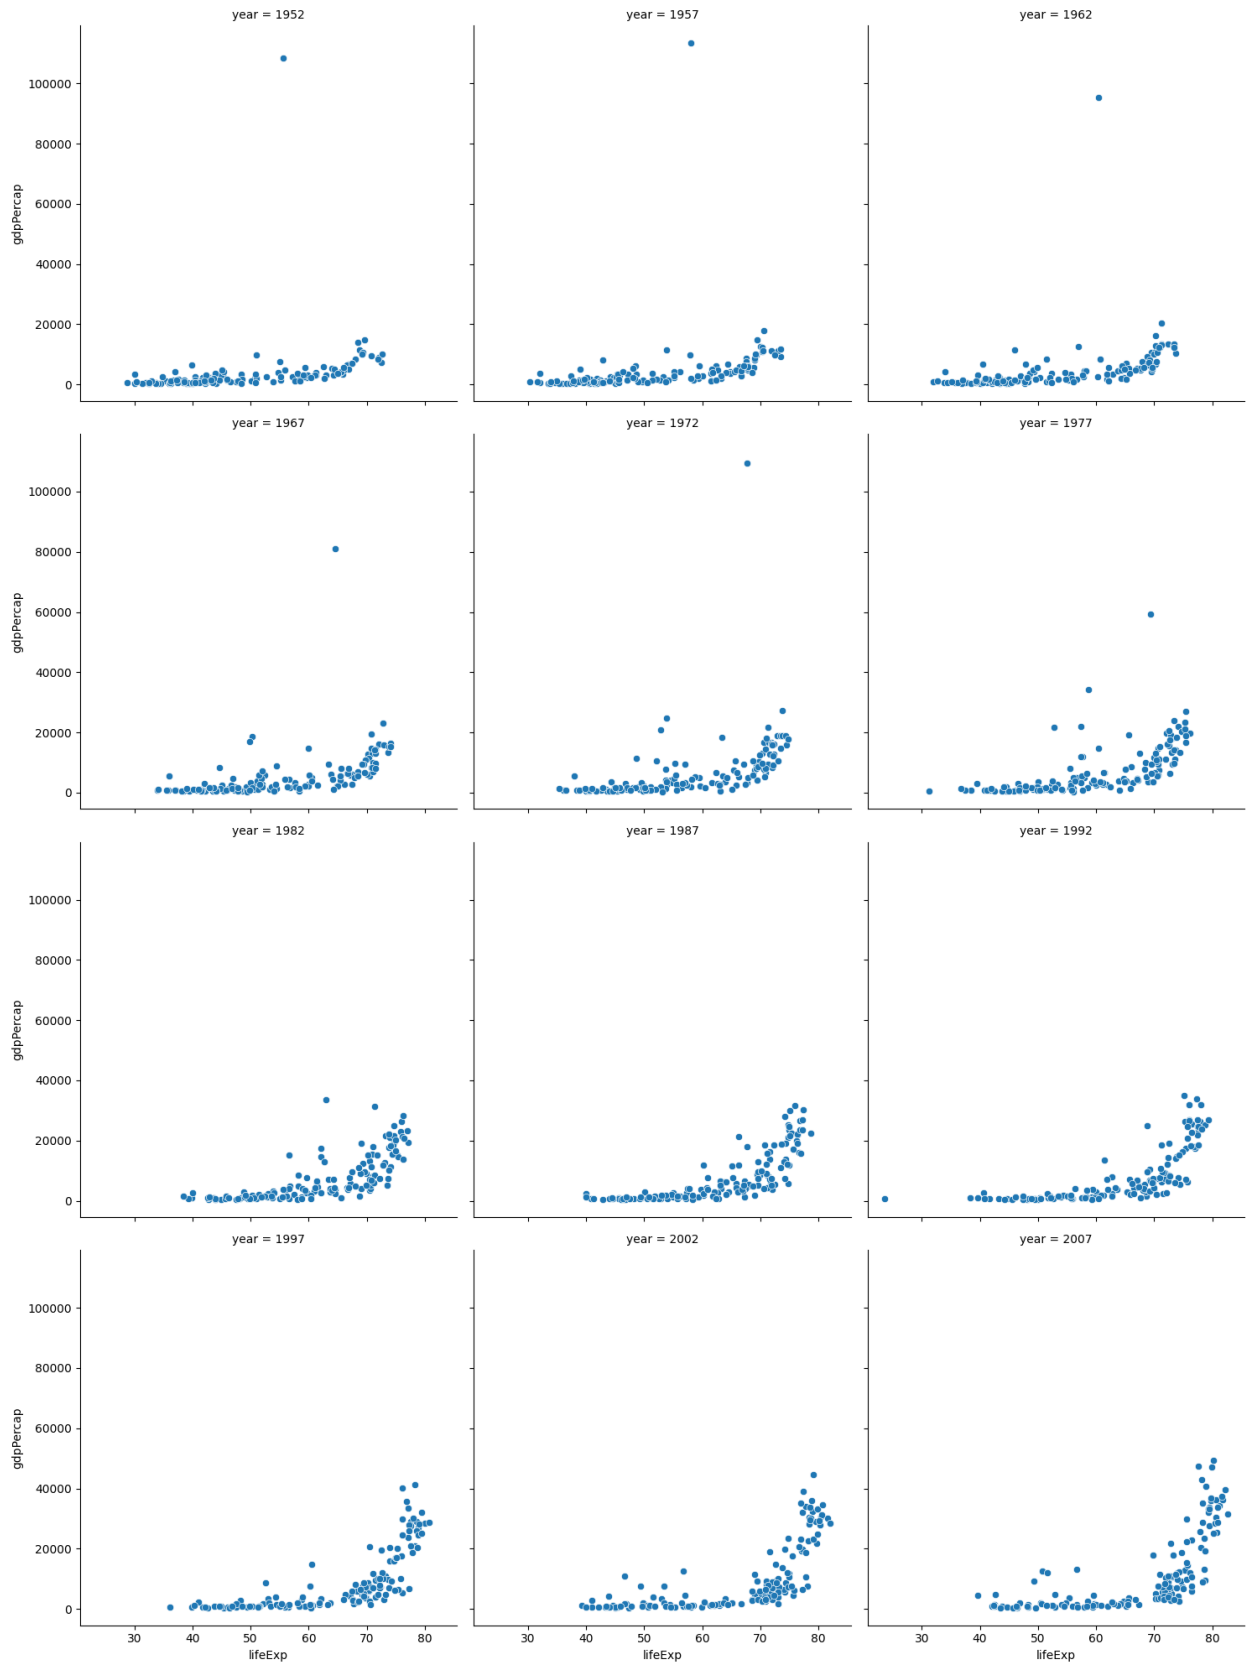 year = 1952
year = 1957
year = 1962
100000
80000
60000
40000
20000
0
gdpPercap
year = 1967
year = 1972
year = 1977
100000
80000
60000
40000
20000
0
gdpPercap
year = 1982
year = 1987
year = 1992
100000
80000
60000
40000
20000
0
gdpPercap
year = 1997
year = 2002
year = 2007
100000
80000
60000
40000
20000
0
gdpPercap
30 40 50 60 70 80
lifeExp
30 40 50 60 70 80
lifeExp
30 40 50 60 70 80
lifeExp